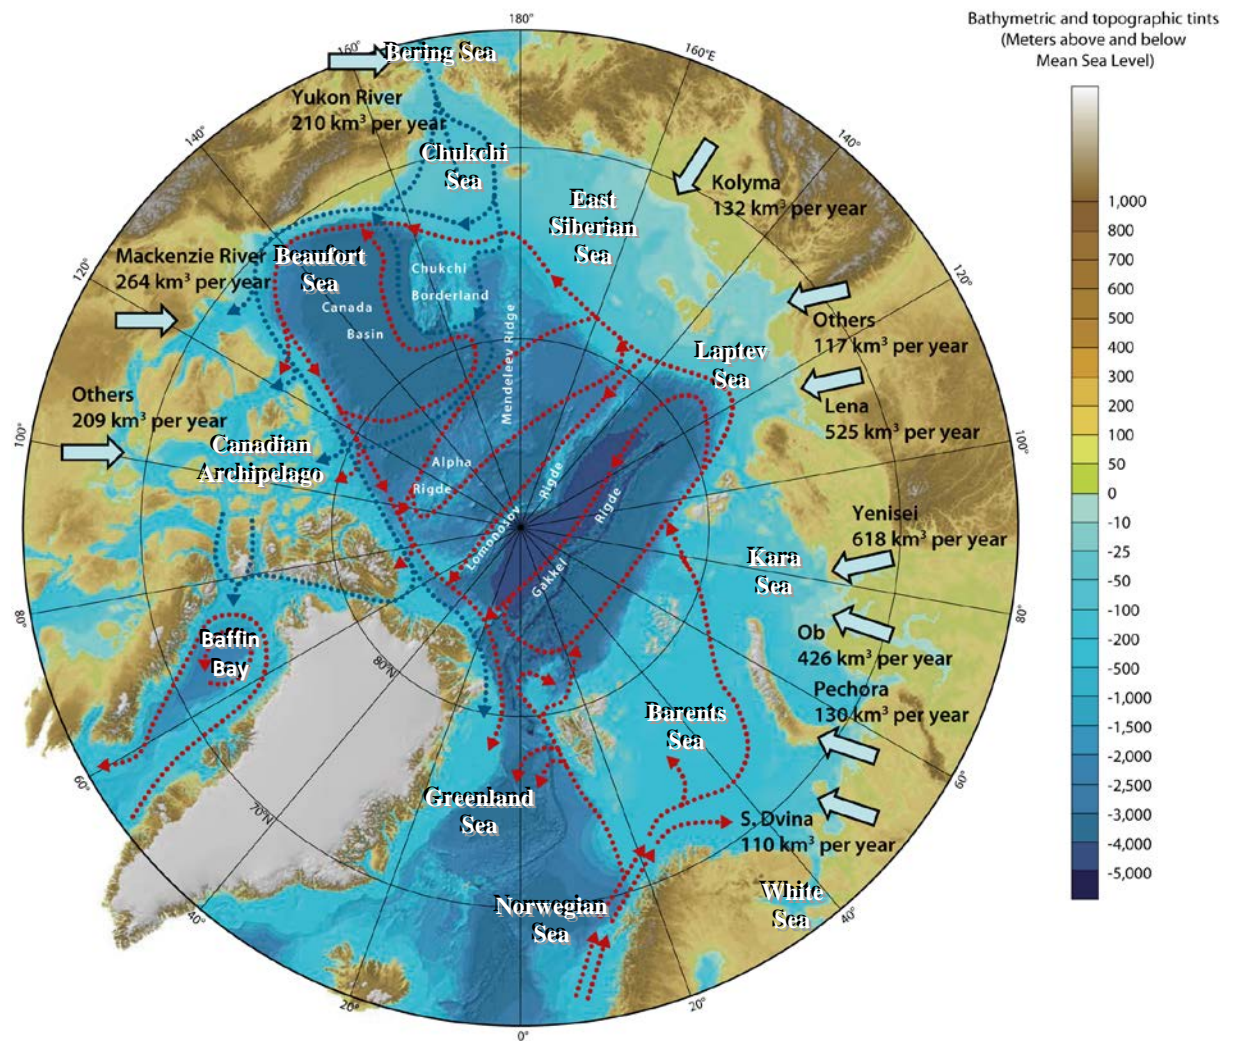 Bathymetric and topographic tints
(Meters above and below
Mean Sea Level)
180°
160°
160°E
Bering Sea
Yukon River
210 km³ per year
140°
140°
Chukchi
Sea
Kolyma
132 km³ per year
East
Siberian
Sea
Mackenzie River
264 km³ per year
Beaufort
Sea
120°
120°
Chukchi
Borderland
Canada
Basin
Mendeleev Ridge
Others
117 km³ per year
Laptev
Sea
Lena
525 km³ per year
Others
209 km³ per year
100°
100°
Canadian
Archipelago
Alpha
Rigde
Lomonosov
Rigde
Gakkel
Rigde
Yenisei
618 km³ per year
Kara
Sea
80°
80°
Ob
426 km³ per year
Baffin
Bay
80°N
Pechora
130 km³ per year
Barents
Sea
60°
60°
70°N
Greenland
Sea
S. Dvina
110 km³ per year
White
Sea
Norwegian
Sea
40°
40°
20°
20°
0°
1,000
800
700
600
500
400
300
200
100
50
0
-10
-25
-50
-100
-200
-500
-1,000
-1,500
-2,000
-2,500
-3,000
-4,000
-5,000